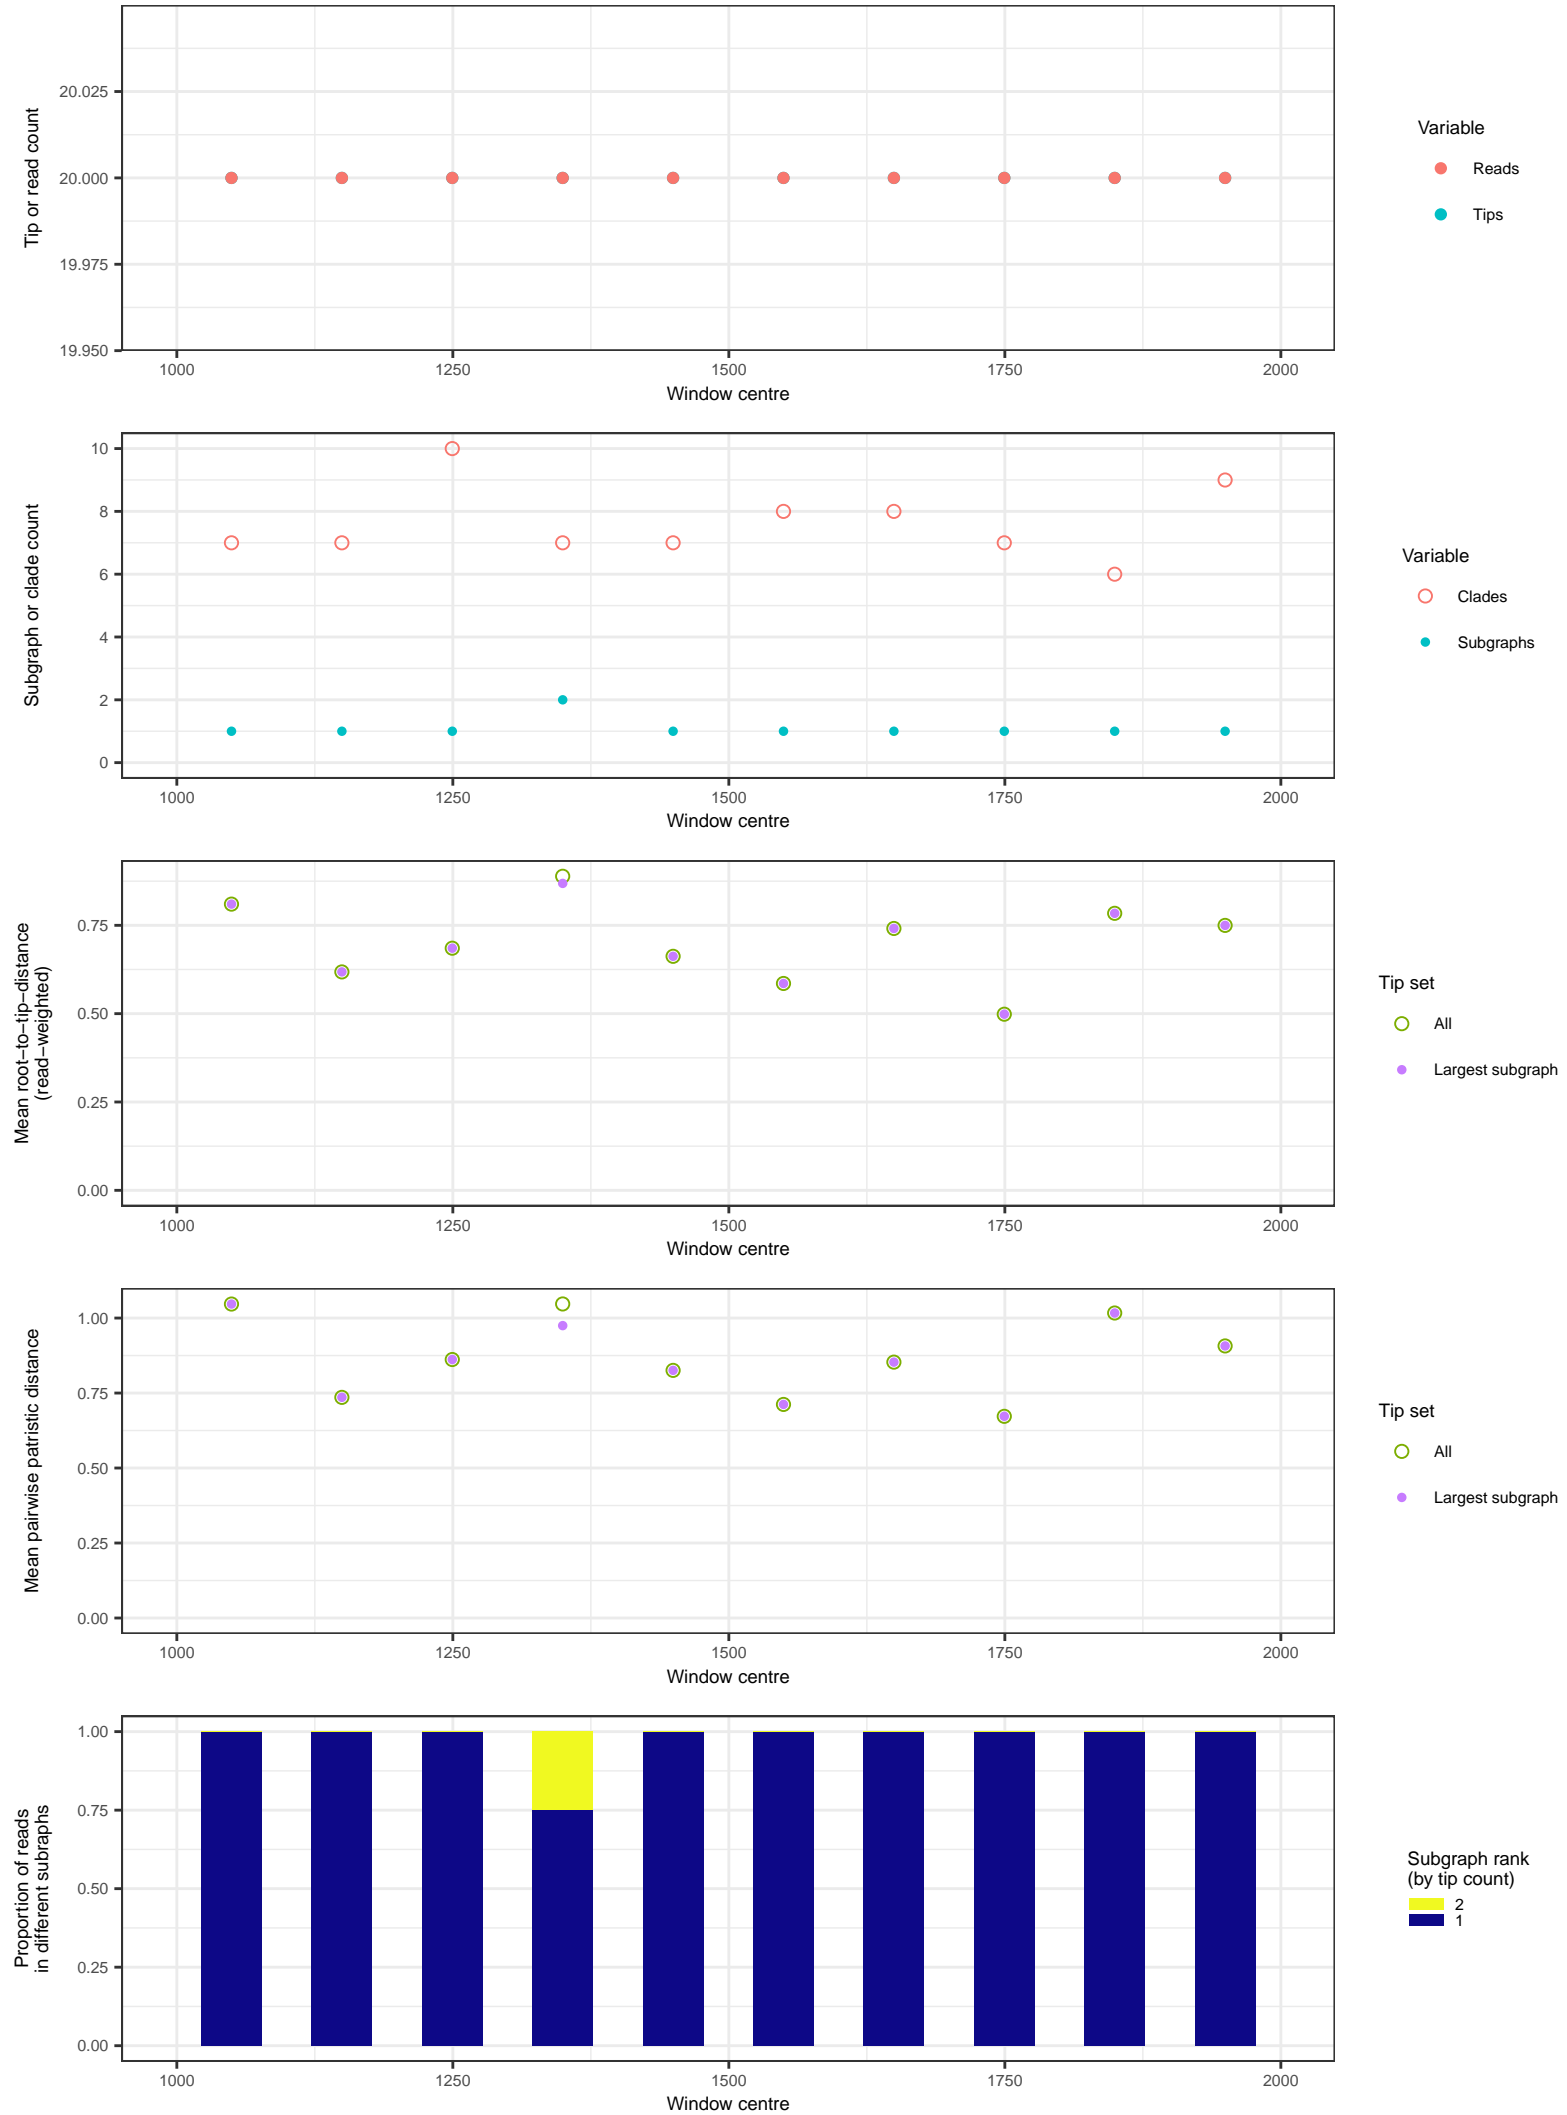 Tip or read count
20.025
20.000
19.975
19.950
1000 1250 1500 1750 2000
Window centre
Variable
Reads
Tips
Subgraph or clade count
10
8
6
4
2
0
1000 1250 1500 1750 2000
Window centre
Variable
Clades
Subgraphs
Mean root−to−tip−distance
(read−weighted)
0.75
0.50
0.25
0.00
1000 1250 1500 1750 2000
Window centre
Tip set
All
Largest subgraph
Mean pairwise patristic distance
1.00
0.75
0.50
0.25
0.00
1000 1250 1500 1750 2000
Window centre
Tip set
All
Largest subgraph
Proportion of reads
in different subraphs
1.00
0.75
0.50
0.25
0.00
1000 1250 1500 1750 2000
Window centre
Subgraph rank
(by tip count)
2
1